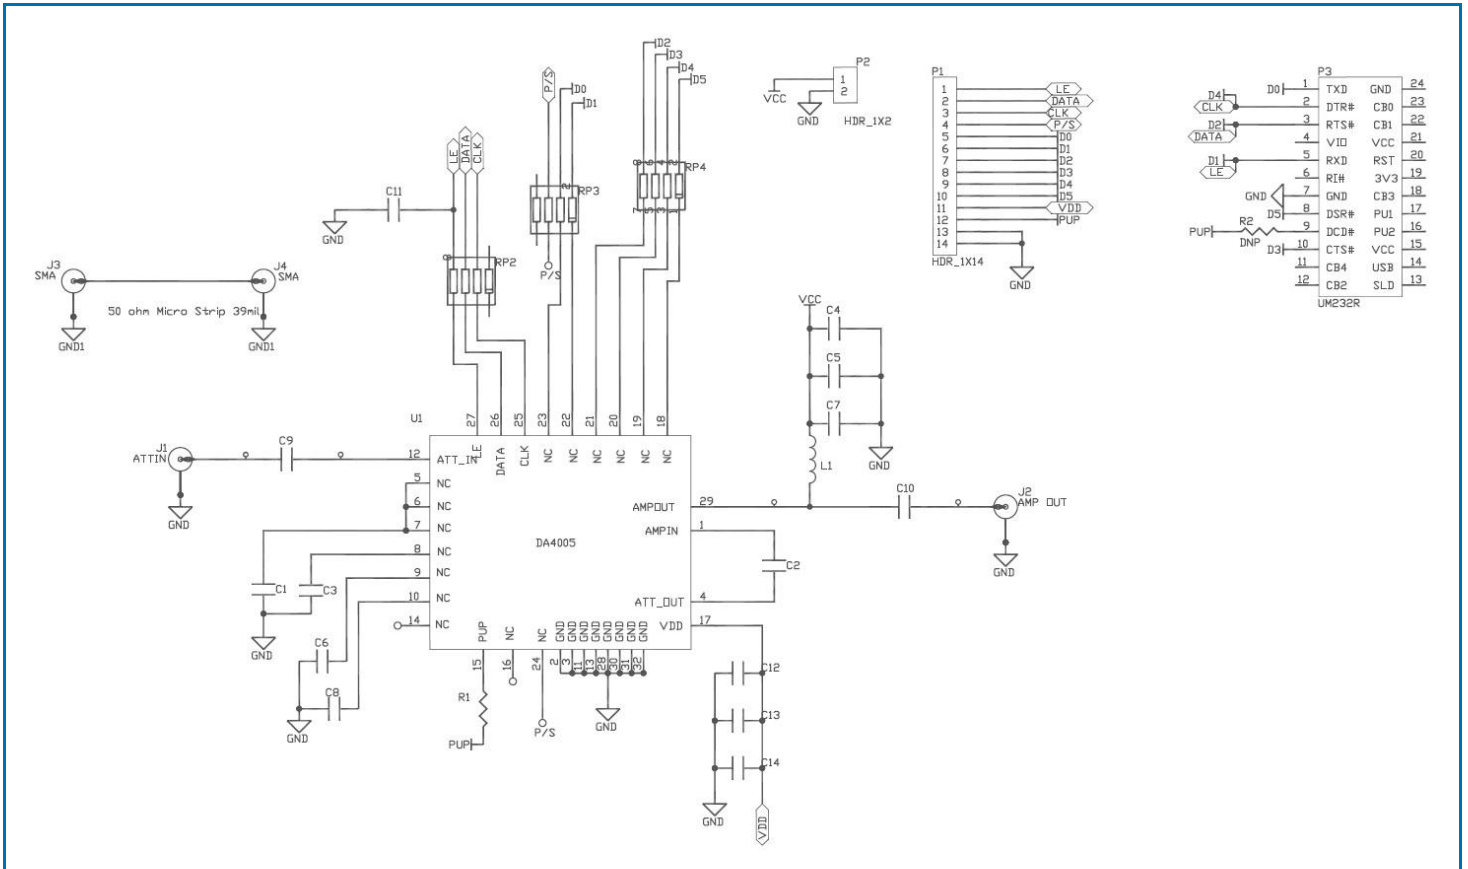 D2
D3
D4
D5
P/S
D0
D1
LE
DATA
CLK
C11
GND
RP3
8 6 4 2
RP4
7 5 3 1
2
P/S
8
RP2
J3
SMA
J4
SMA
50 ohm Micro Strip 39mil
GND1
GND1
P2
1
2
VCC
GND
HDR_1X2
P1
1 LE
2 DATA
3 CLK
4 P/S
5 D0
6 D1
7 D2
8 D3
9 D4
10 D5
11 VDD
12 PUP
13
14
HDR_1X14
GND
P3
D0 1 TXD GND 24
D4
CLK 2 DTR# CB0 23
D2 3 RTS# CB1 22
DATA
4 VIO VCC 21
D1 5 RXD RST 20
LE
6 RI# 3V3 19
GND 7 GND CB3 18
D5 8 DSR# PU1 17
PUP R2 9 DCD# PU2 16
DNP
D3 10 CTS# VCC 15
11 CB4 USB 14
12 CB2 SLD 13
UM232R
VCC
C4
C5
C7
GND
L1
U1
27 26 25 23 22 21 20 19 18
LE DATA CLK NC NC NC NC NC NC
J1
ATTIN
GND
C9
12 ATT_IN
5 NC
6 NC
7 NC
8 NC
9 NC
10 NC
14 NC
DA4005
AMPOUT 29
AMPIN 1
ATT_OUT 4
VDD 17
C10
J2
AMP OUT
GND
C2
C1
C3
GND
C6
C8
GND
PUP NC NC GND GND GND GND GND GND GND GND
15 16 24 2 3 11 13 28 30 31 32
R1
PUP
P/S
GND
C12
C13
C14
GND
VDD